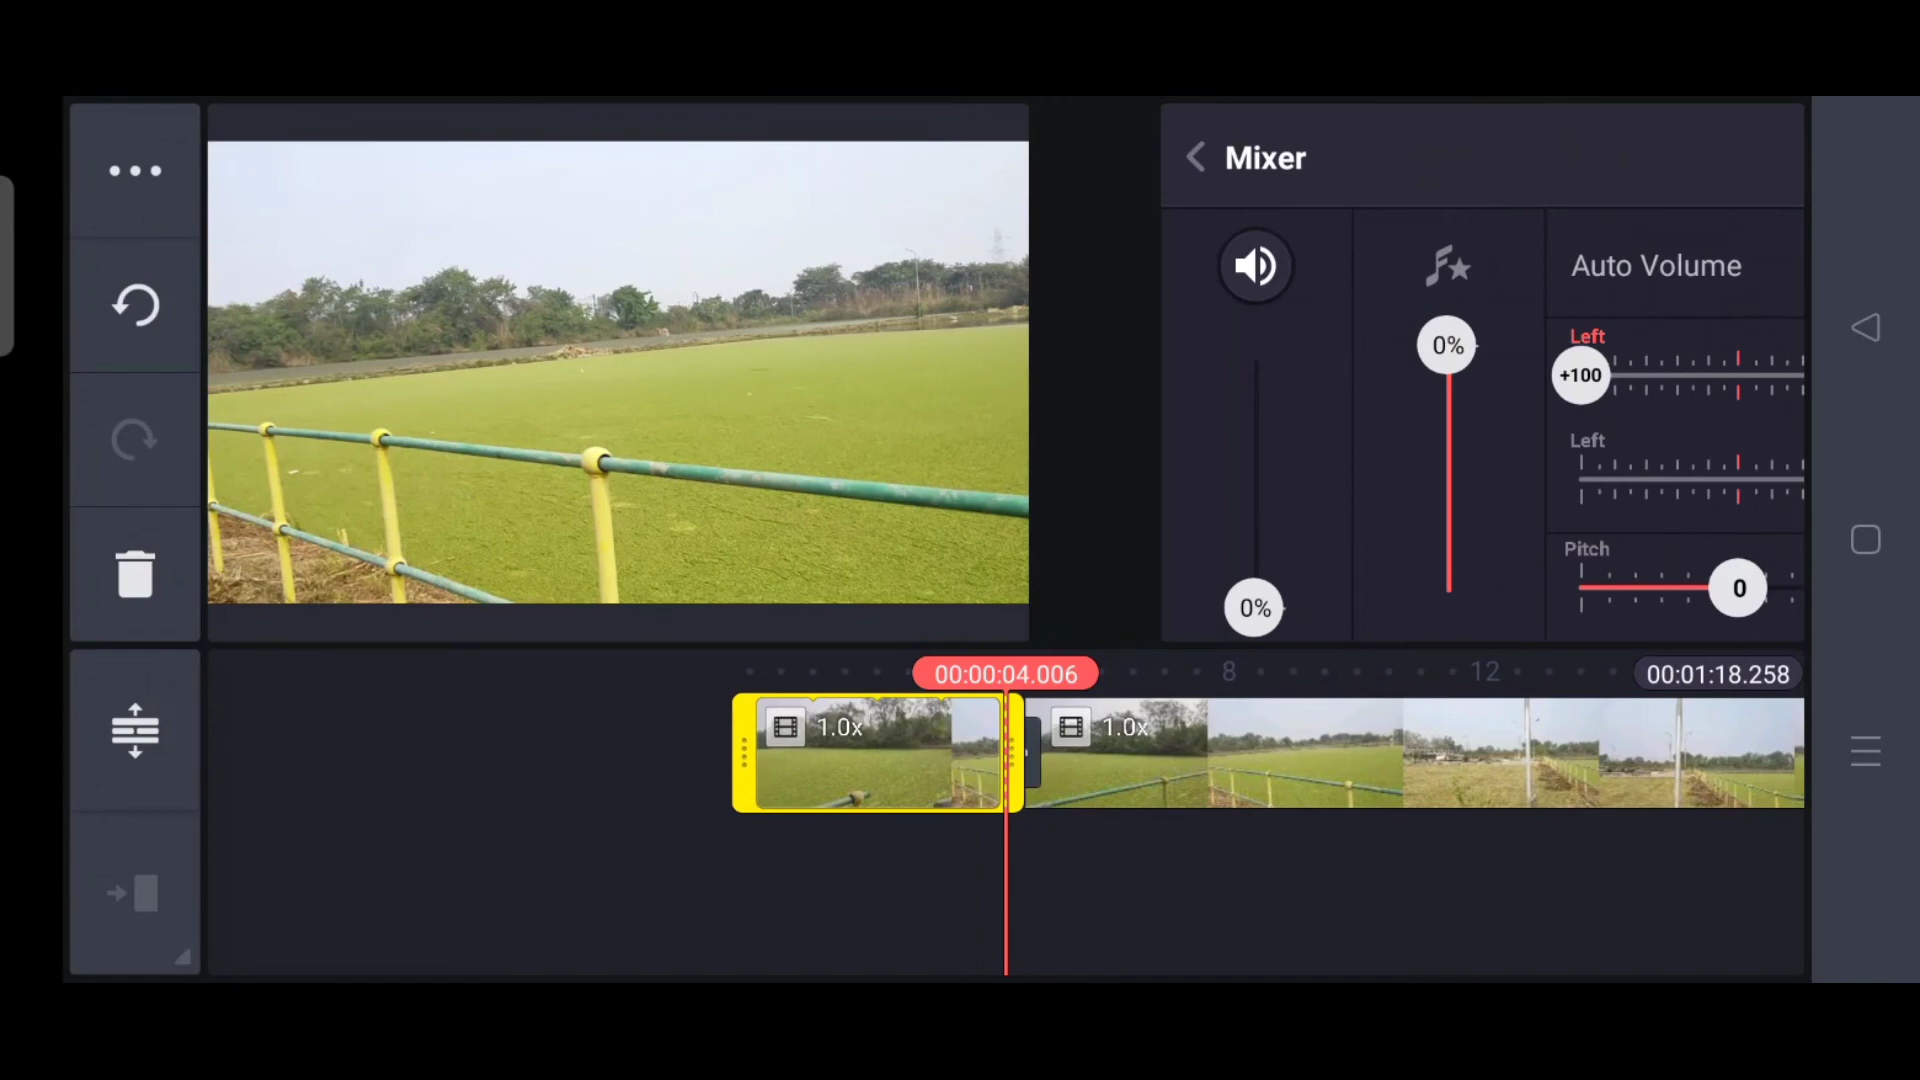 Mixer
Auto Volume
Left
0%
+100
Left
Pitch
0
0%
00:00:04.006
8
12
00:01:18.258
1.0x
1.0x